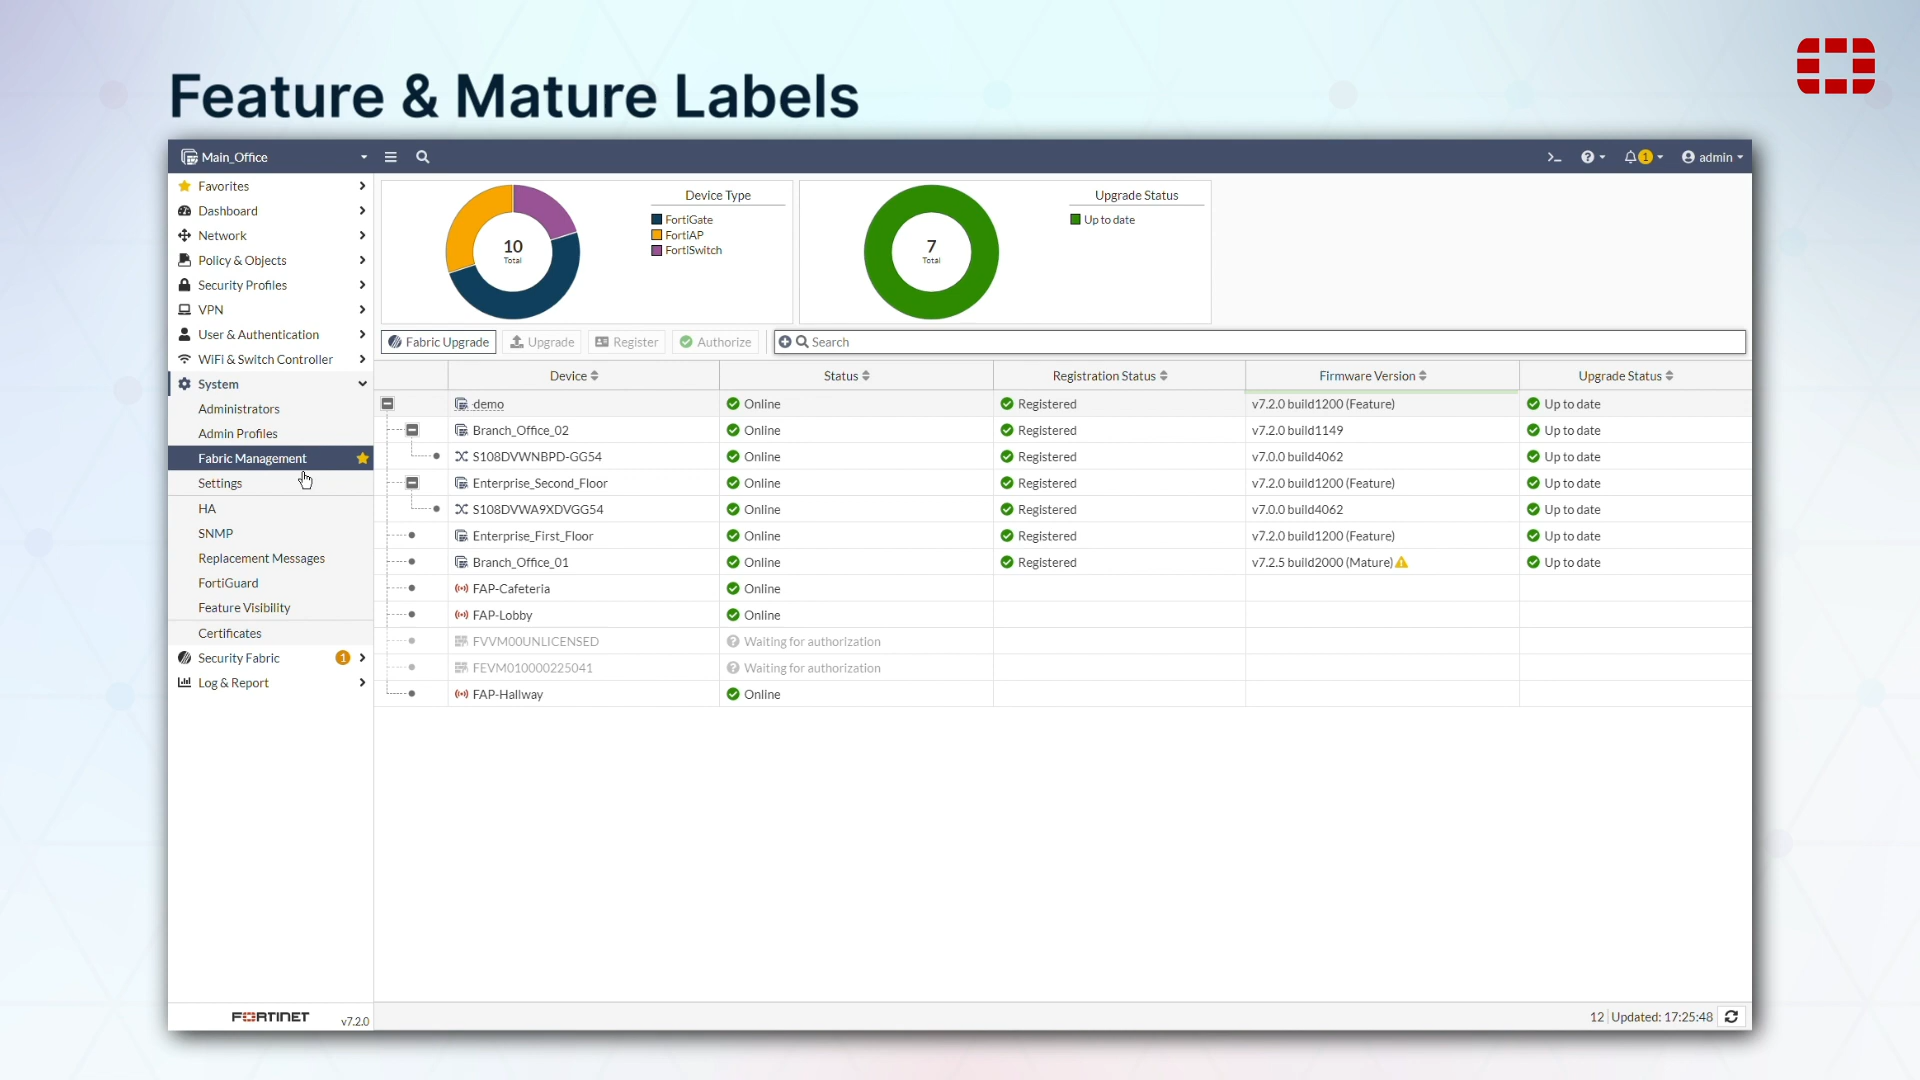 Feature & Mature Labels
Main_Office
admin
1
Favorites
Dashboard
Network
Policy & Objects
Security Profiles
VPN
User & Authentication
WiFi & Switch Controller
System
Administrators
Admin Profiles
Fabric Management
Settings
HA
SNMP
Replacement Messages
FortiGuard
Feature Visibility
Certificates
Security Fabric 1
Log & Report
FORTINET v7.2.0
10
Total
Device Type
FortiGate
FortiAP
FortiSwitch
7
Total
Upgrade Status
Up to date
Fabric Upgrade Upgrade Register Authorize Search
Device Status Registration Status Firmware Version Upgrade Status
demo Online Registered v7.2.0 build1200 (Feature) Up to date
Branch_Office_02 Online Registered v7.2.0 build1149 Up to date
S108DVWNBPD-GG54 Online Registered v7.0.0 build4062 Up to date
Enterprise_Second_Floor Online Registered v7.2.0 build1200 (Feature) Up to date
S108DVWA9XDVGG54 Online Registered v7.0.0 build4062 Up to date
Enterprise_First_Floor Online Registered v7.2.0 build1200 (Feature) Up to date
Branch_Office_01 Online Registered v7.2.5 build2000 (Mature) Up to date
FAP-Cafeteria Online
FAP-Lobby Online
FVVM00UNLICENSED Waiting for authorization
FEVM010000225041 Waiting for authorization
FAP-Hallway Online
12 Updated: 17:25:48